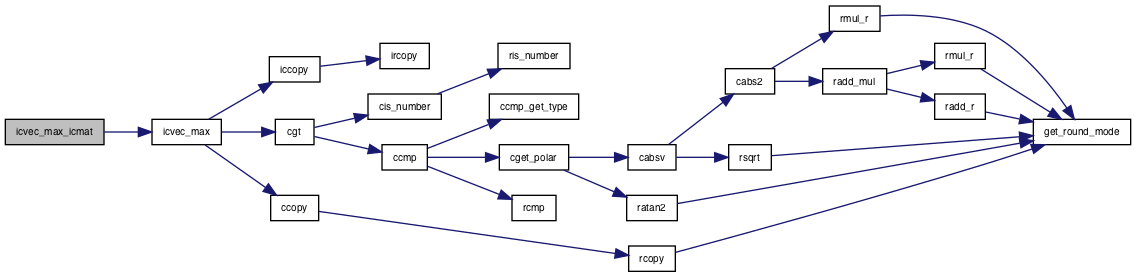 icvec_max_icmat
icvec_max
iccopy
cgt
ccopy
ircopy
cis_number
ccmp
ris_number
ccmp_get_type
cget_polar
rcmp
cabsv
ratan2
rcopy
cabs2
rsqrt
rmul_r
radd_mul
rmul_r
radd_r
get_round_mode